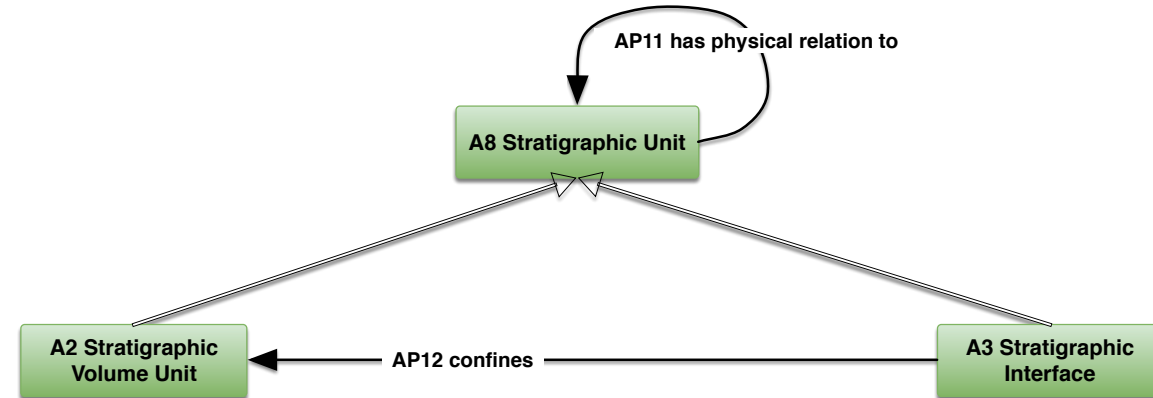 AP11 has physical relation to
A8 Stratigraphic Unit
A2 Stratigraphic
Volume Unit
AP12 confines
A3 Stratigraphic
Interface